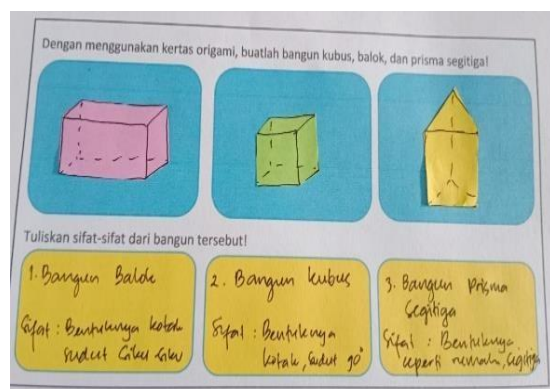 Dengan menggunakan kertas origami, buatlah bangun kubus, balok, dan prisma segitiga!
Tuliskan sifat-sifat dari bangun tersebut!
1. Bangun Balok
Sifat : Bentuknya kotak
sudut siku siku
2. Bangun kubus
Sifat : Bentuknya
kotak, sudut 90°
3. Bangun Prisma
Segitiga
Sifat : Bentuknya
seperti rumah, segitiga